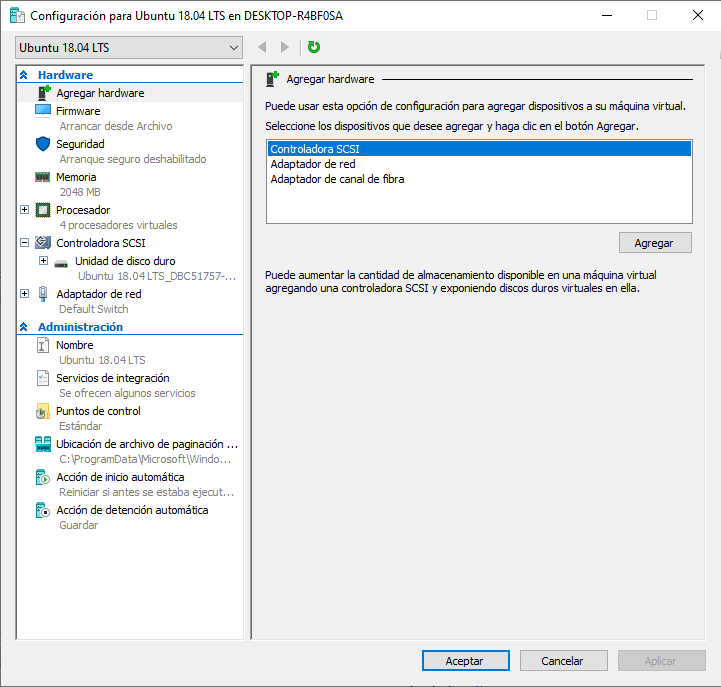 Configuración para Ubuntu 18.04 LTS en DESKTOP-R4BF0SA
Ubuntu 18.04 LTS
Hardware
Agregar hardware
Firmware
Arrancar desde Archivo
Seguridad
Arranque seguro deshabilitado
Memoria
2048 MB
Procesador
4 procesadores virtuales
Controladora SCSI
Unidad de disco duro
Ubuntu 18.04 LTS_DBC51757-...
Adaptador de red
Default Switch
Administración
Nombre
Ubuntu 18.04 LTS
Servicios de integración
Se ofrecen algunos servicios
Puntos de control
Estándar
Ubicación de archivo de paginación ...
C:\ProgramData\Microsoft\Windo...
Acción de inicio automática
Reiniciar si antes se estaba ejecut...
Acción de detención automática
Guardar
Agregar hardware
Puede usar esta opción de configuración para agregar dispositivos a su máquina virtual.
Seleccione los dispositivos que desee agregar y haga clic en el botón Agregar.
Controladora SCSI
Adaptador de red
Adaptador de canal de fibra
Agregar
Puede aumentar la cantidad de almacenamiento disponible en una máquina virtual
agregando una controladora SCSI y exponiendo discos duros virtuales en ella.
Aceptar
Cancelar
Aplicar